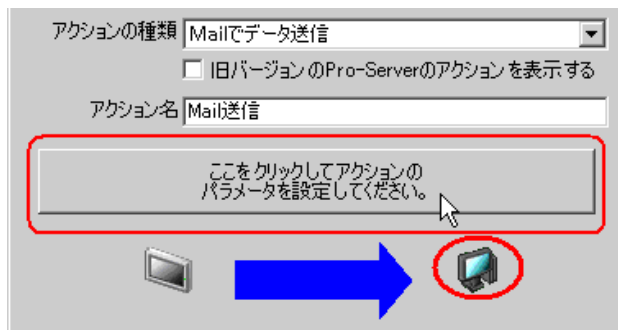 アクションの種類 Mailでデータ送信
旧バージョンのPro-Serverのアクションを表示する
アクション名 Mail送信
ここをクリックしてアクションの
パラメータを設定してください。